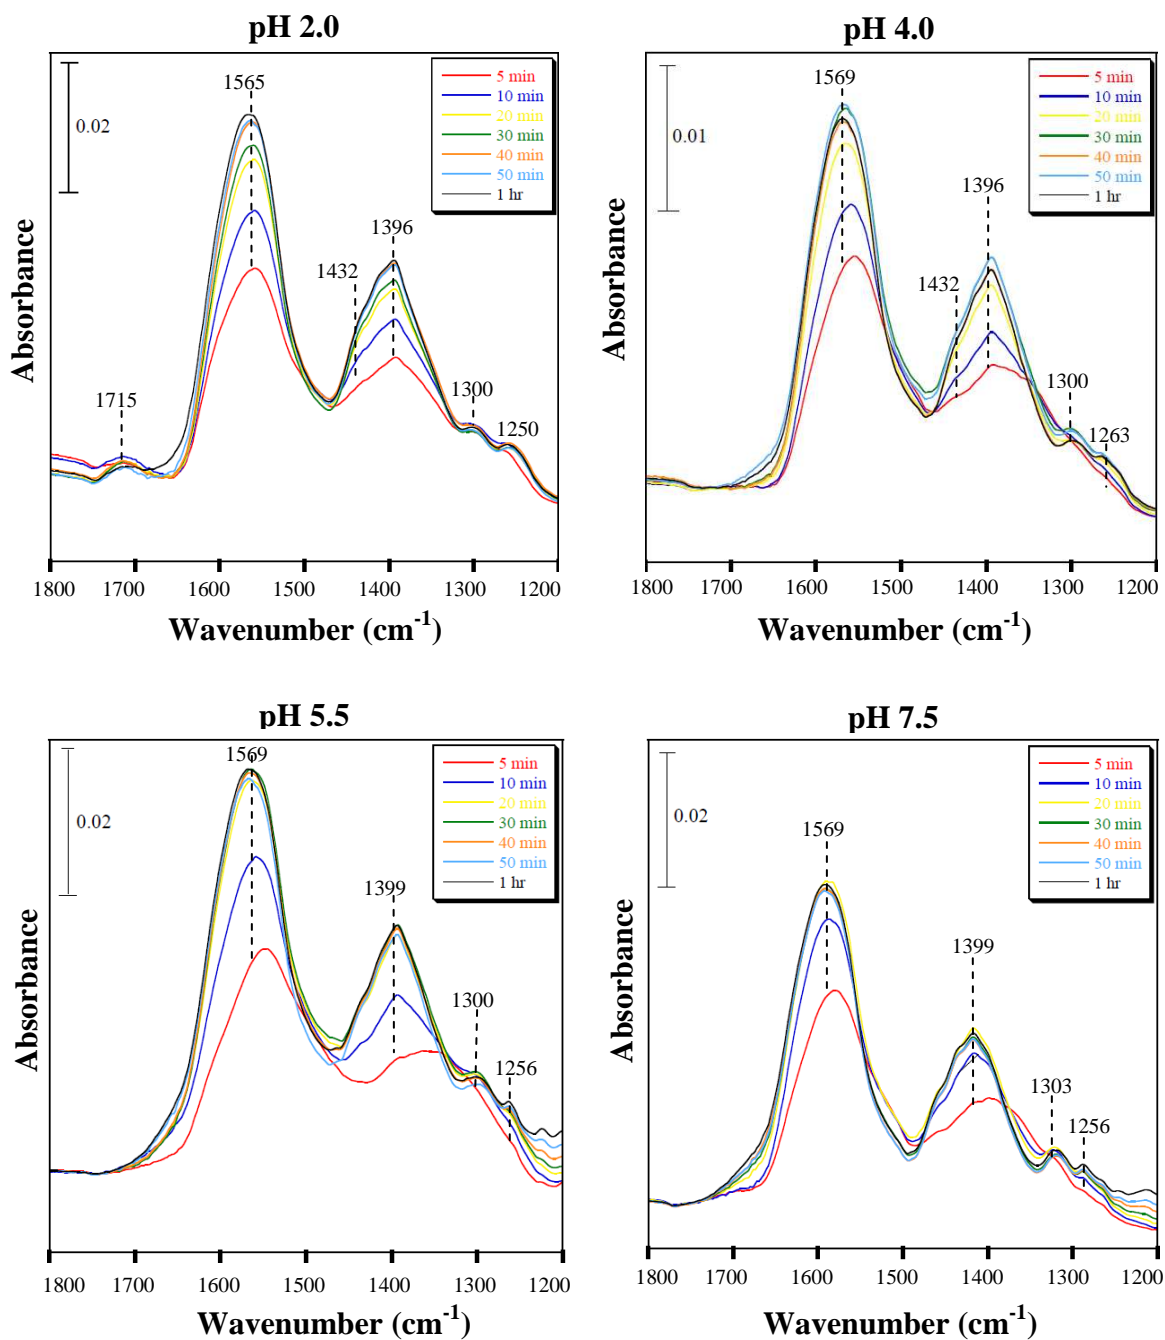 pH 2.0
1565
0.02
5 min
10 min
20 min
30 min
40 min
50 min
1 hr
1396
1432
1300
1250
1715
Absorbance
1800 1700 1600 1500 1400 1300 1200
Wavenumber (cm-1)
pH 4.0
1569
0.01
5 min
10 min
20 min
30 min
40 min
50 min
1 hr
1396
1432
1300
1263
Absorbance
1800 1700 1600 1500 1400 1300 1200
Wavenumber (cm-1)
pH 5.5
1569
0.02
5 min
10 min
20 min
30 min
40 min
50 min
1 hr
1399
1300
1256
Absorbance
1800 1700 1600 1500 1400 1300 1200
Wavenumber (cm-1)
pH 7.5
1569
0.02
5 min
10 min
20 min
30 min
40 min
50 min
1 hr
1399
1303
1256
Absorbance
1800 1700 1600 1500 1400 1300 1200
Wavenumber (cm-1)